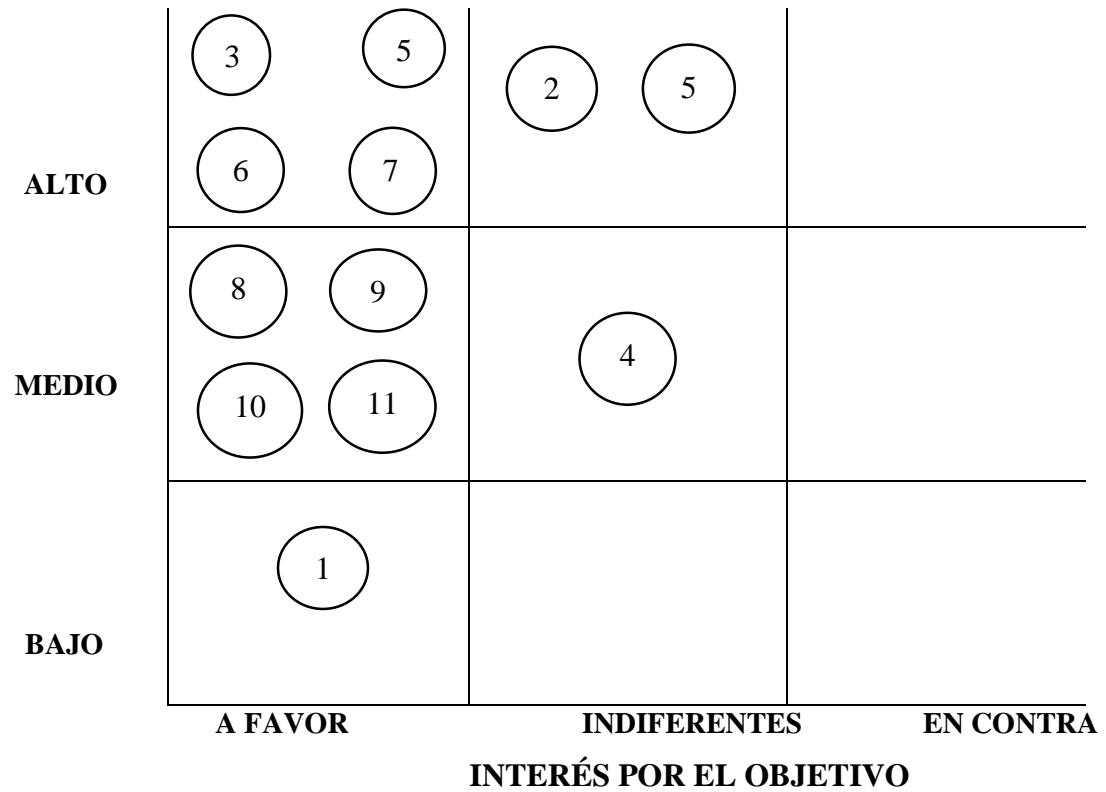 3 5
2 5
6 7
ALTO
8 9
4
MEDIO
10 11
1
BAJO
A FAVOR INDIFERENTES EN CONTRA
INTERÉS POR EL OBJETIVO